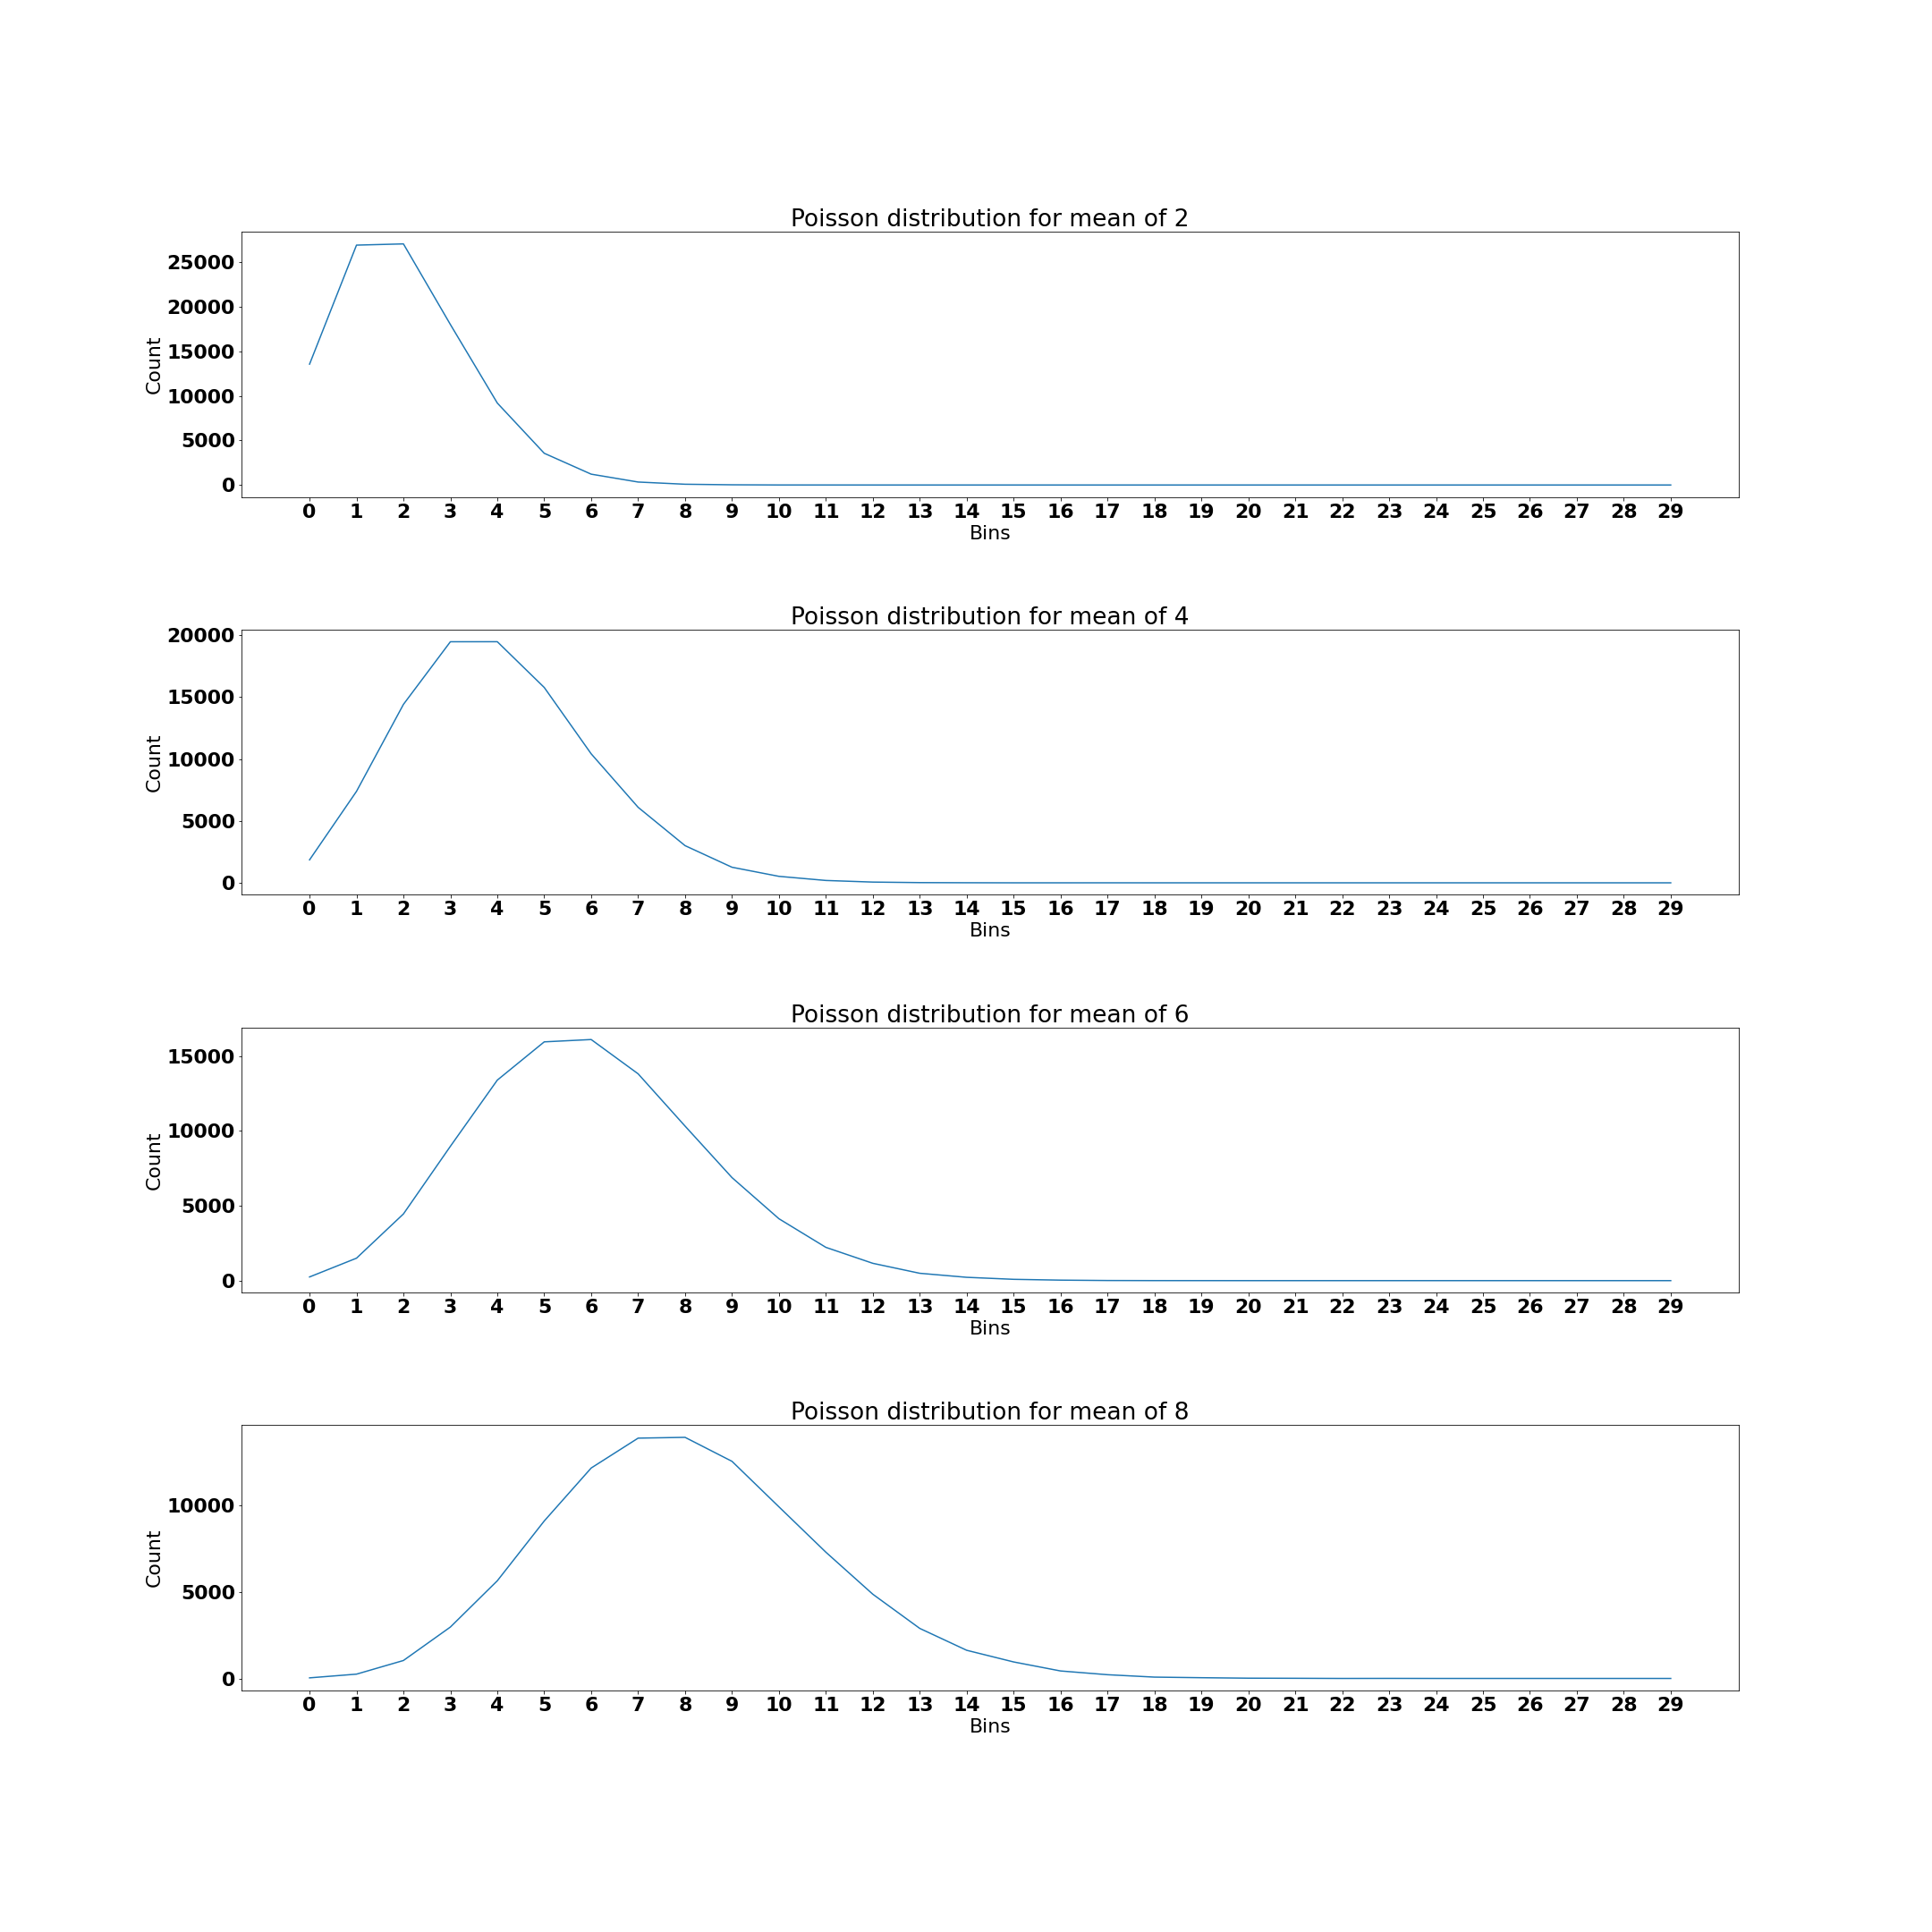 Poisson distribution for mean of 2
25000
20000
15000
10000
5000
0
Count
0 1 2 3 4 5 6 7 8 9 10 11 12 13 14 15 16 17 18 19 20 21 22 23 24 25 26 27 28 29
Bins
Poisson distribution for mean of 4
20000
15000
10000
5000
0
Count
0 1 2 3 4 5 6 7 8 9 10 11 12 13 14 15 16 17 18 19 20 21 22 23 24 25 26 27 28 29
Bins
Poisson distribution for mean of 6
15000
10000
5000
0
Count
0 1 2 3 4 5 6 7 8 9 10 11 12 13 14 15 16 17 18 19 20 21 22 23 24 25 26 27 28 29
Bins
Poisson distribution for mean of 8
10000
5000
0
Count
0 1 2 3 4 5 6 7 8 9 10 11 12 13 14 15 16 17 18 19 20 21 22 23 24 25 26 27 28 29
Bins